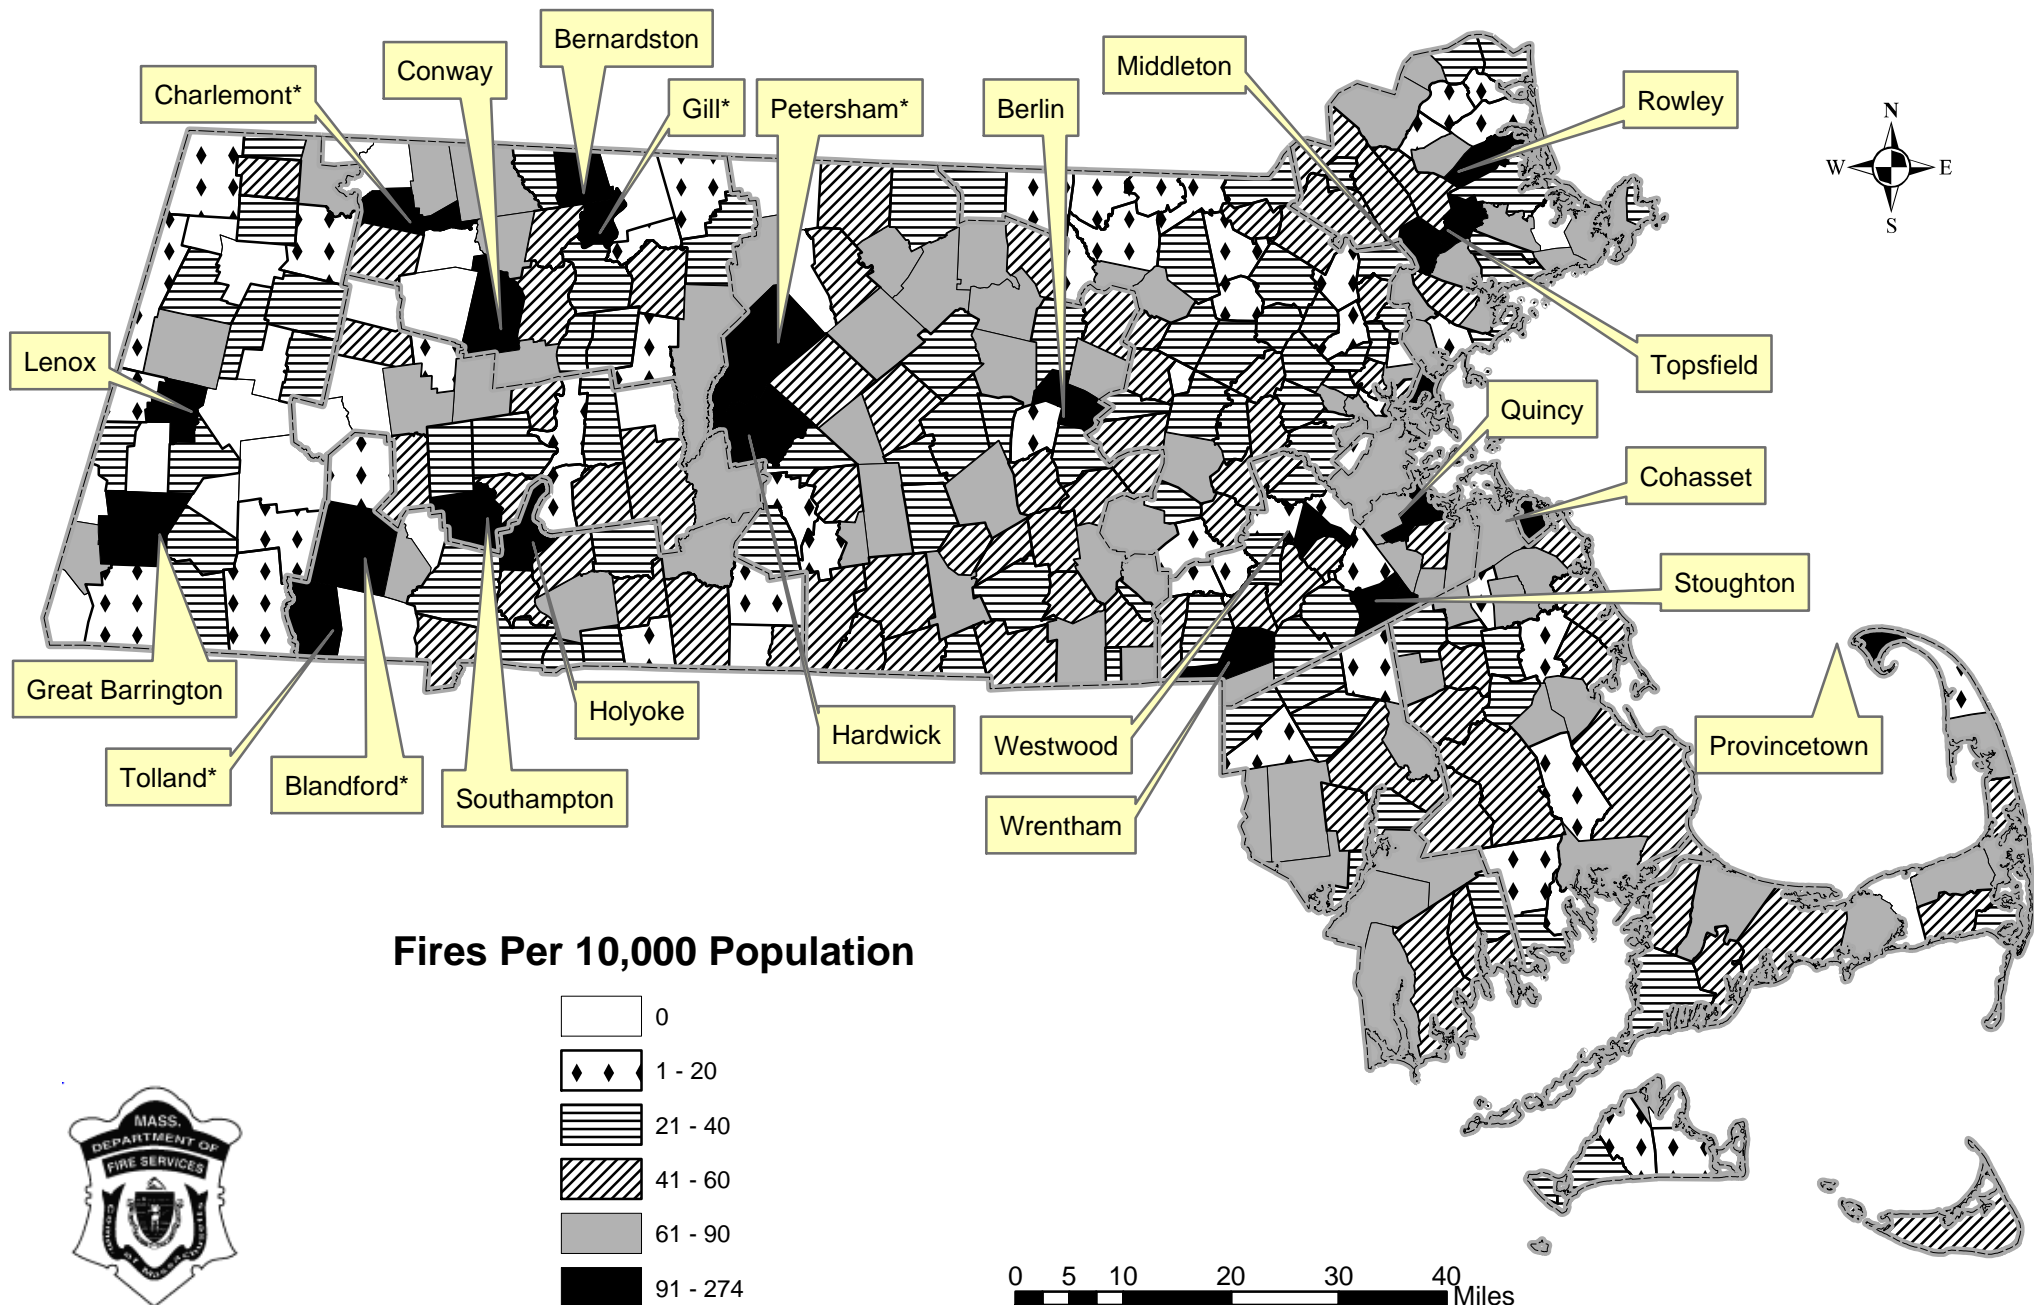 Bernardston
Middleton
Conway
Charlemont*
Gill*
Petersham*
Berlin
Rowley
N
W
E
S
Lenox
Topsfield
Quincy
Cohasset
Stoughton
Great Barrington
Holyoke
Hardwick
Westwood
Provincetown
Tolland*
Blandford*
Southampton
Wrentham
Fires Per 10,000 Population
0
1 - 20
21 - 40
41 - 60
61 - 90
91 - 274
MASS.
DEPARTMENT OF
FIRE SERVICES
0 5 10 20 30 40
Miles